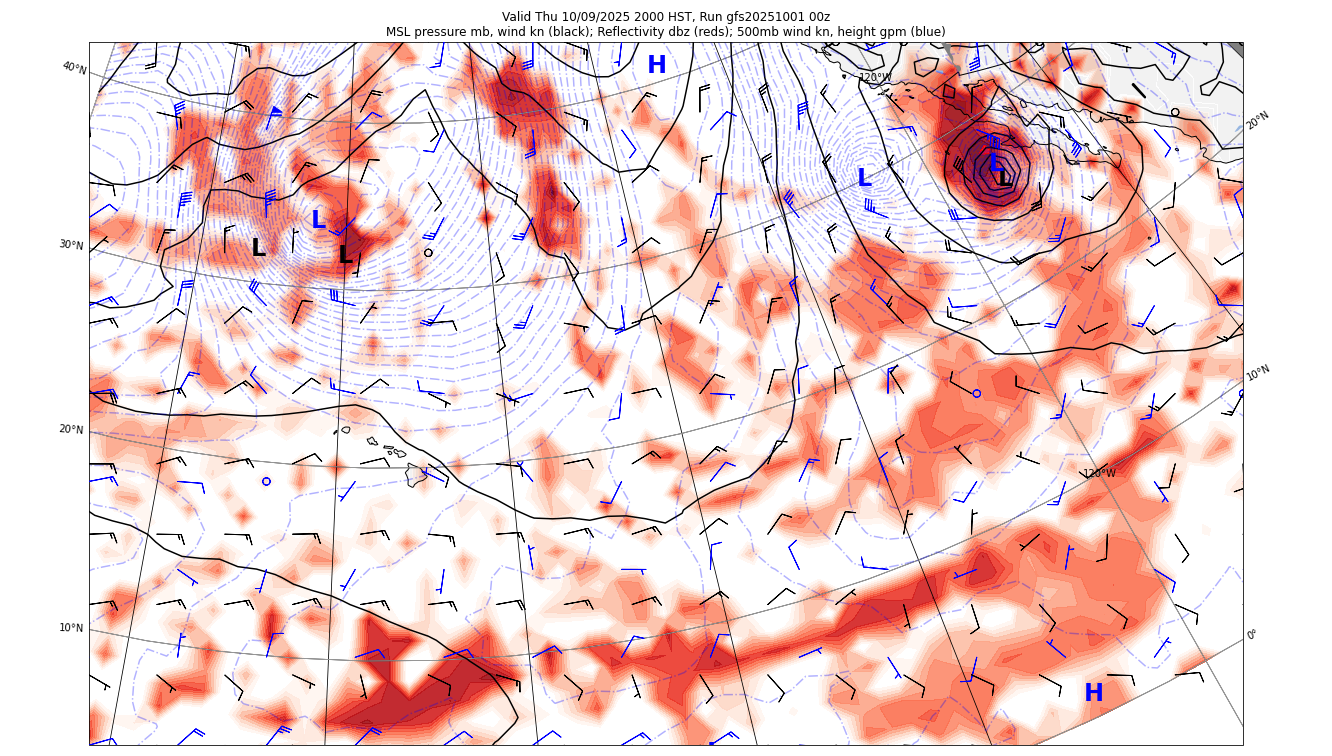 Valid Thu 10/09/2025 2000 HST, Run gfs20251001 00z
MSL pressure mb, wind kn (black); Reflectivity dbz (reds); 500mb wind kn, height gpm (blue)
40°N
H
120°W
20°N
L
L
L
L
30°N
L
L
10°N
20°N
120°W
10°N
0°
H